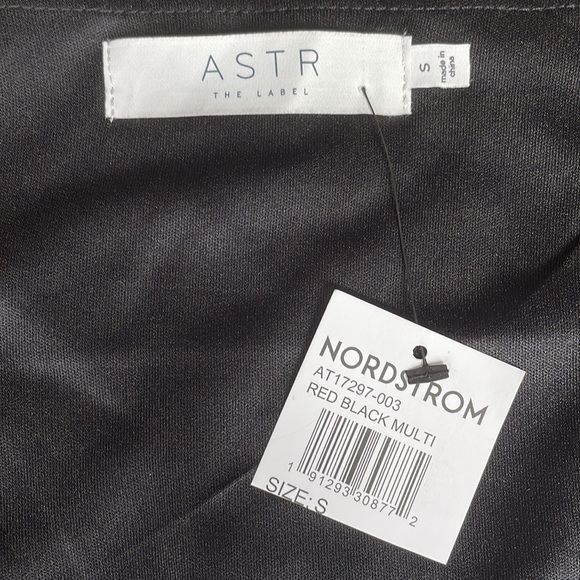 ASTR
THE LABEL
S
made in
china
NORDSTROM
AT17297-003
RED BLACK MULTI
1 91293 30877 2
SIZE: S